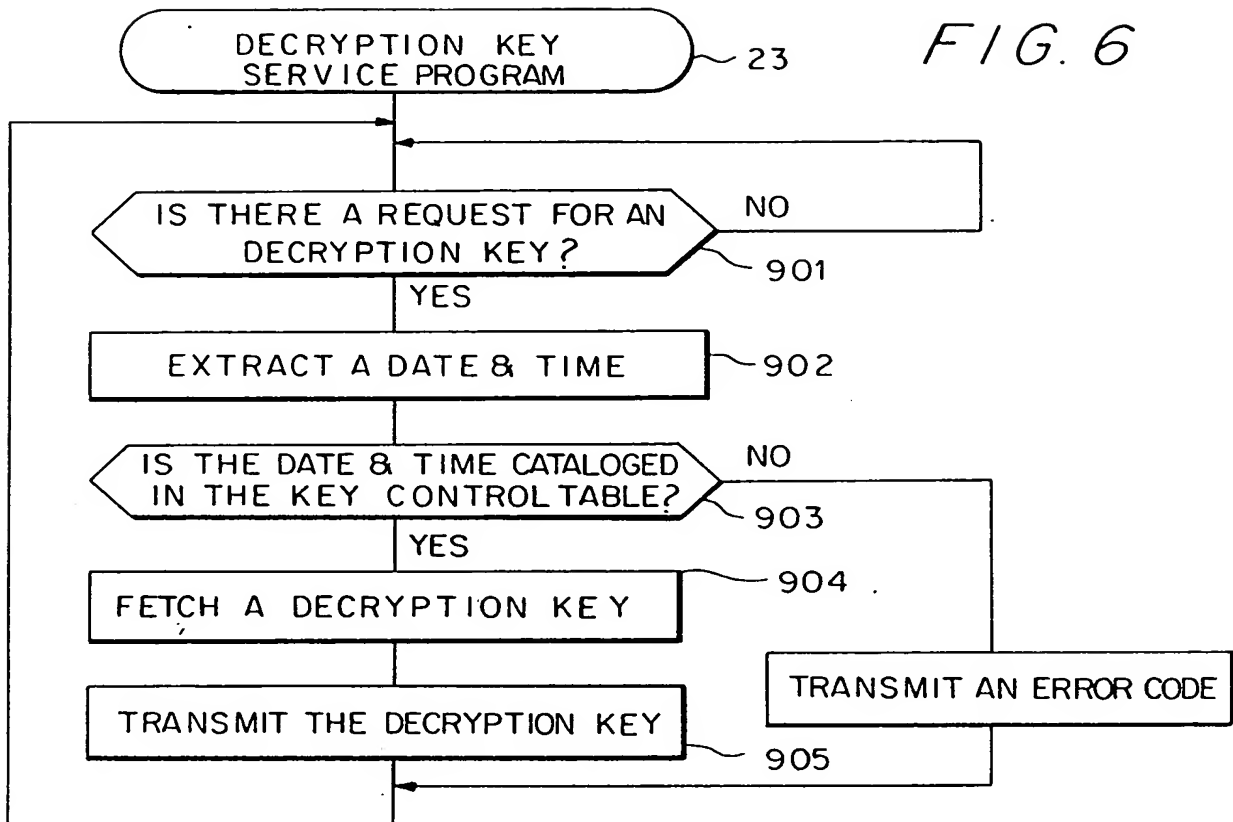 FIG. 6
DECRYPTION KEY
SERVICE PROGRAM
23
IS THERE A REQUEST FOR AN
DECRYPTION KEY?
NO
901
YES
EXTRACT A DATE & TIME
902
IS THE DATE & TIME CATALOGED
IN THE KEY CONTROL TABLE?
NO
903
YES
FETCH A DECRYPTION KEY
904
TRANSMIT AN ERROR CODE
TRANSMIT THE DECRYPTION KEY
905